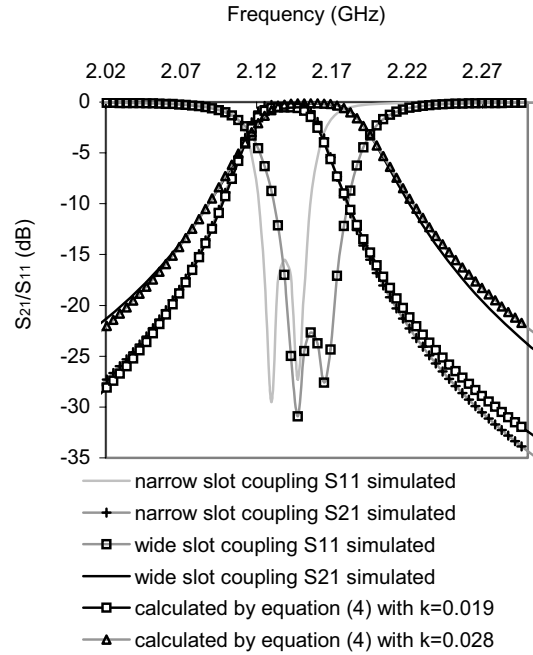 Frequency (GHz)
2.02 2.07 2.12 2.17 2.22 2.27
0
-5
-10
-15
-20
-25
-30
-35
S21/S11 (dB)
narrow slot coupling S11 simulated
narrow slot coupling S21 simulated
wide slot coupling S11 simulated
wide slot coupling S21 simulated
calculated by equation (4) with k=0.019
calculated by equation (4) with k=0.028